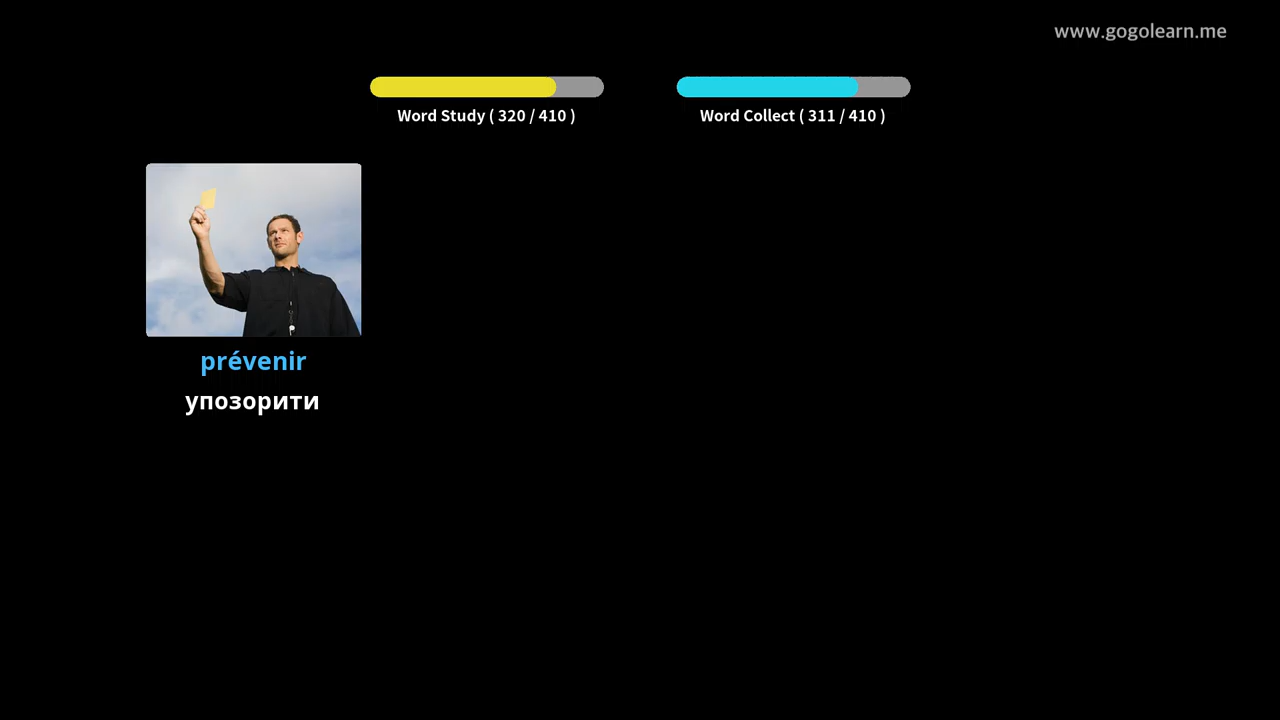 www.gogolearn.me
Word Study ( 320 / 410 )
Word Collect ( 311 / 410 )
prévenir
упозорити